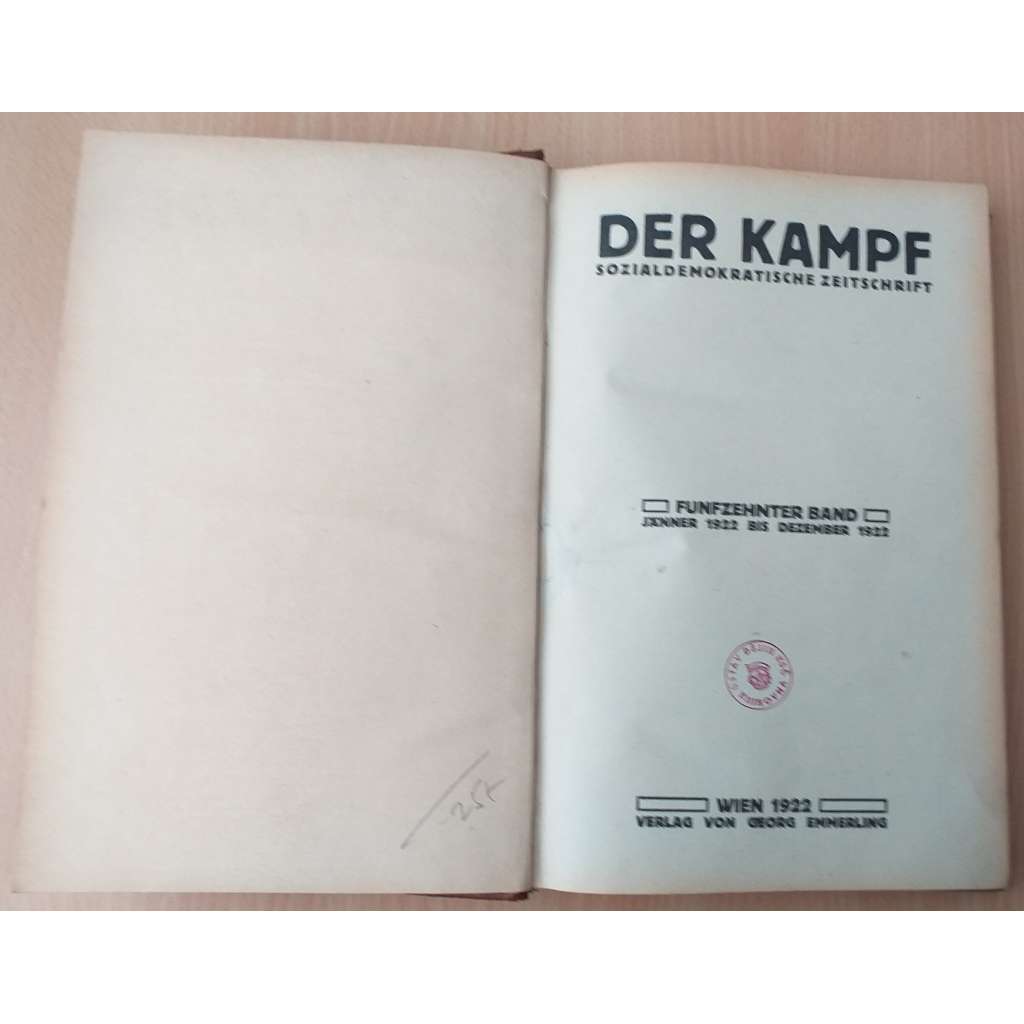 DER KAMPF
SOZIALDEMOKRATISCHE ZEITSCHRIFT
FUNFZEHNTER BAND
JÄNNER 1922 BIS DEZEMBER 1922
WIEN 1922
VERLAG VON GEORG EMMERLING